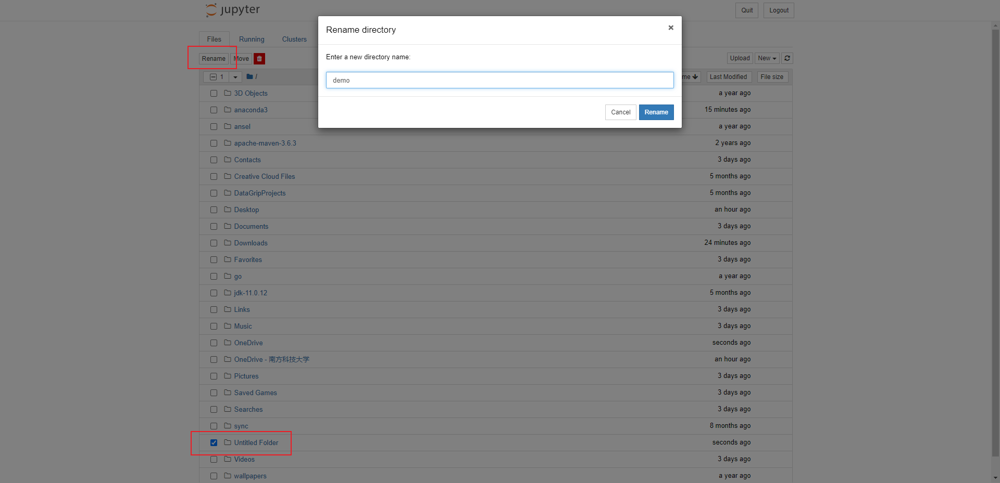 jupyter
Quit
Logout
Rename directory
Files
Running
Clusters
Enter a new directory name:
Rename
Move
Upload
New
1
/
demo
me
Last Modified
File size
3D Objects
a year ago
Cancel
Rename
anaconda3
15 minutes ago
ansel
a year ago
apache-maven-3.6.3
2 years ago
Contacts
3 days ago
Creative Cloud Files
5 months ago
DataGripProjects
5 months ago
Desktop
an hour ago
Documents
3 days ago
Downloads
24 minutes ago
Favorites
3 days ago
go
a year ago
jdk-11.0.12
5 months ago
Links
3 days ago
Music
3 days ago
OneDrive
seconds ago
OneDrive - 南方科技大学
an hour ago
Pictures
3 days ago
Saved Games
3 days ago
Searches
3 days ago
sync
8 months ago
Untitled Folder
seconds ago
Videos
3 days ago
wallpapers
a year ago